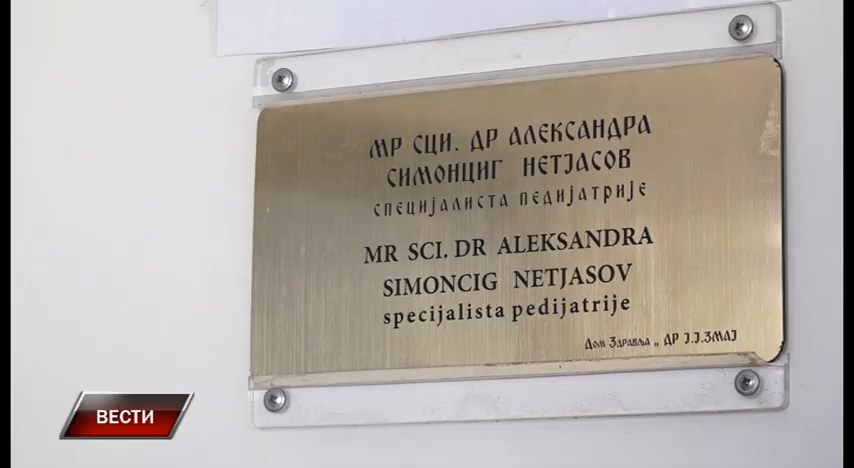 МР СЦИ. ДР АЛЕКСАНДРА
СИМОНЦИГ НЕТЈАСОВ
СПЕЦИЈАЛИСТА ПЕДИЈАТРИЈЕ
MR SCI. DR ALEKSANDRA
SIMONCIG NETJASOV
specijalista pedijatrije
Дом Здравља „ ДР Ј.Ј.ЗМАЈ
ВЕСТИ